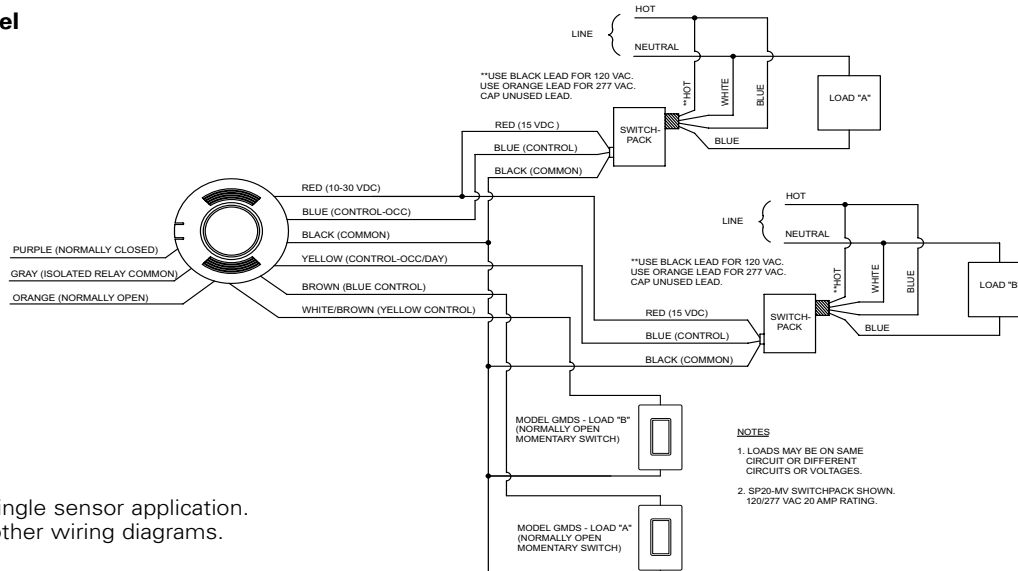 el
HOT
LINE
NEUTRAL
**USE BLACK LEAD FOR 120 VAC.
USE ORANGE LEAD FOR 277 VAC.
CAP UNUSED LEAD.
**HOT
WHITE
BLUE
LOAD "A"
RED (15 VDC )
SWITCH-
PACK
BLUE (CONTROL)
BLUE
BLACK (COMMON)
RED (10-30 VDC)
BLUE (CONTROL-OCC)
BLACK (COMMON)
YELLOW (CONTROL-OCC/DAY)
BROWN (BLUE CONTROL)
WHITE/BROWN (YELLOW CONTROL)
PURPLE (NORMALLY CLOSED)
GRAY (ISOLATED RELAY COMMON)
ORANGE (NORMALLY OPEN)
HOT
LINE
NEUTRAL
**USE BLACK LEAD FOR 120 VAC.
USE ORANGE LEAD FOR 277 VAC.
CAP UNUSED LEAD.
**HOT
WHITE
BLUE
LOAD "B"
RED (15 VDC)
SWITCH-
PACK
BLUE (CONTROL)
BLUE
BLACK (COMMON)
MODEL GMDS - LOAD "B"
(NORMALLY OPEN
MOMENTARY SWITCH)
MODEL GMDS - LOAD "A"
(NORMALLY OPEN
MOMENTARY SWITCH)
NOTES
1. LOADS MAY BE ON SAME
CIRCUIT OR DIFFERENT
CIRCUITS OR VOLTAGES.
2. SP20-MV SWITCHPACK SHOWN.
120/277 VAC 20 AMP RATING.
ingle sensor application.
other wiring diagrams.